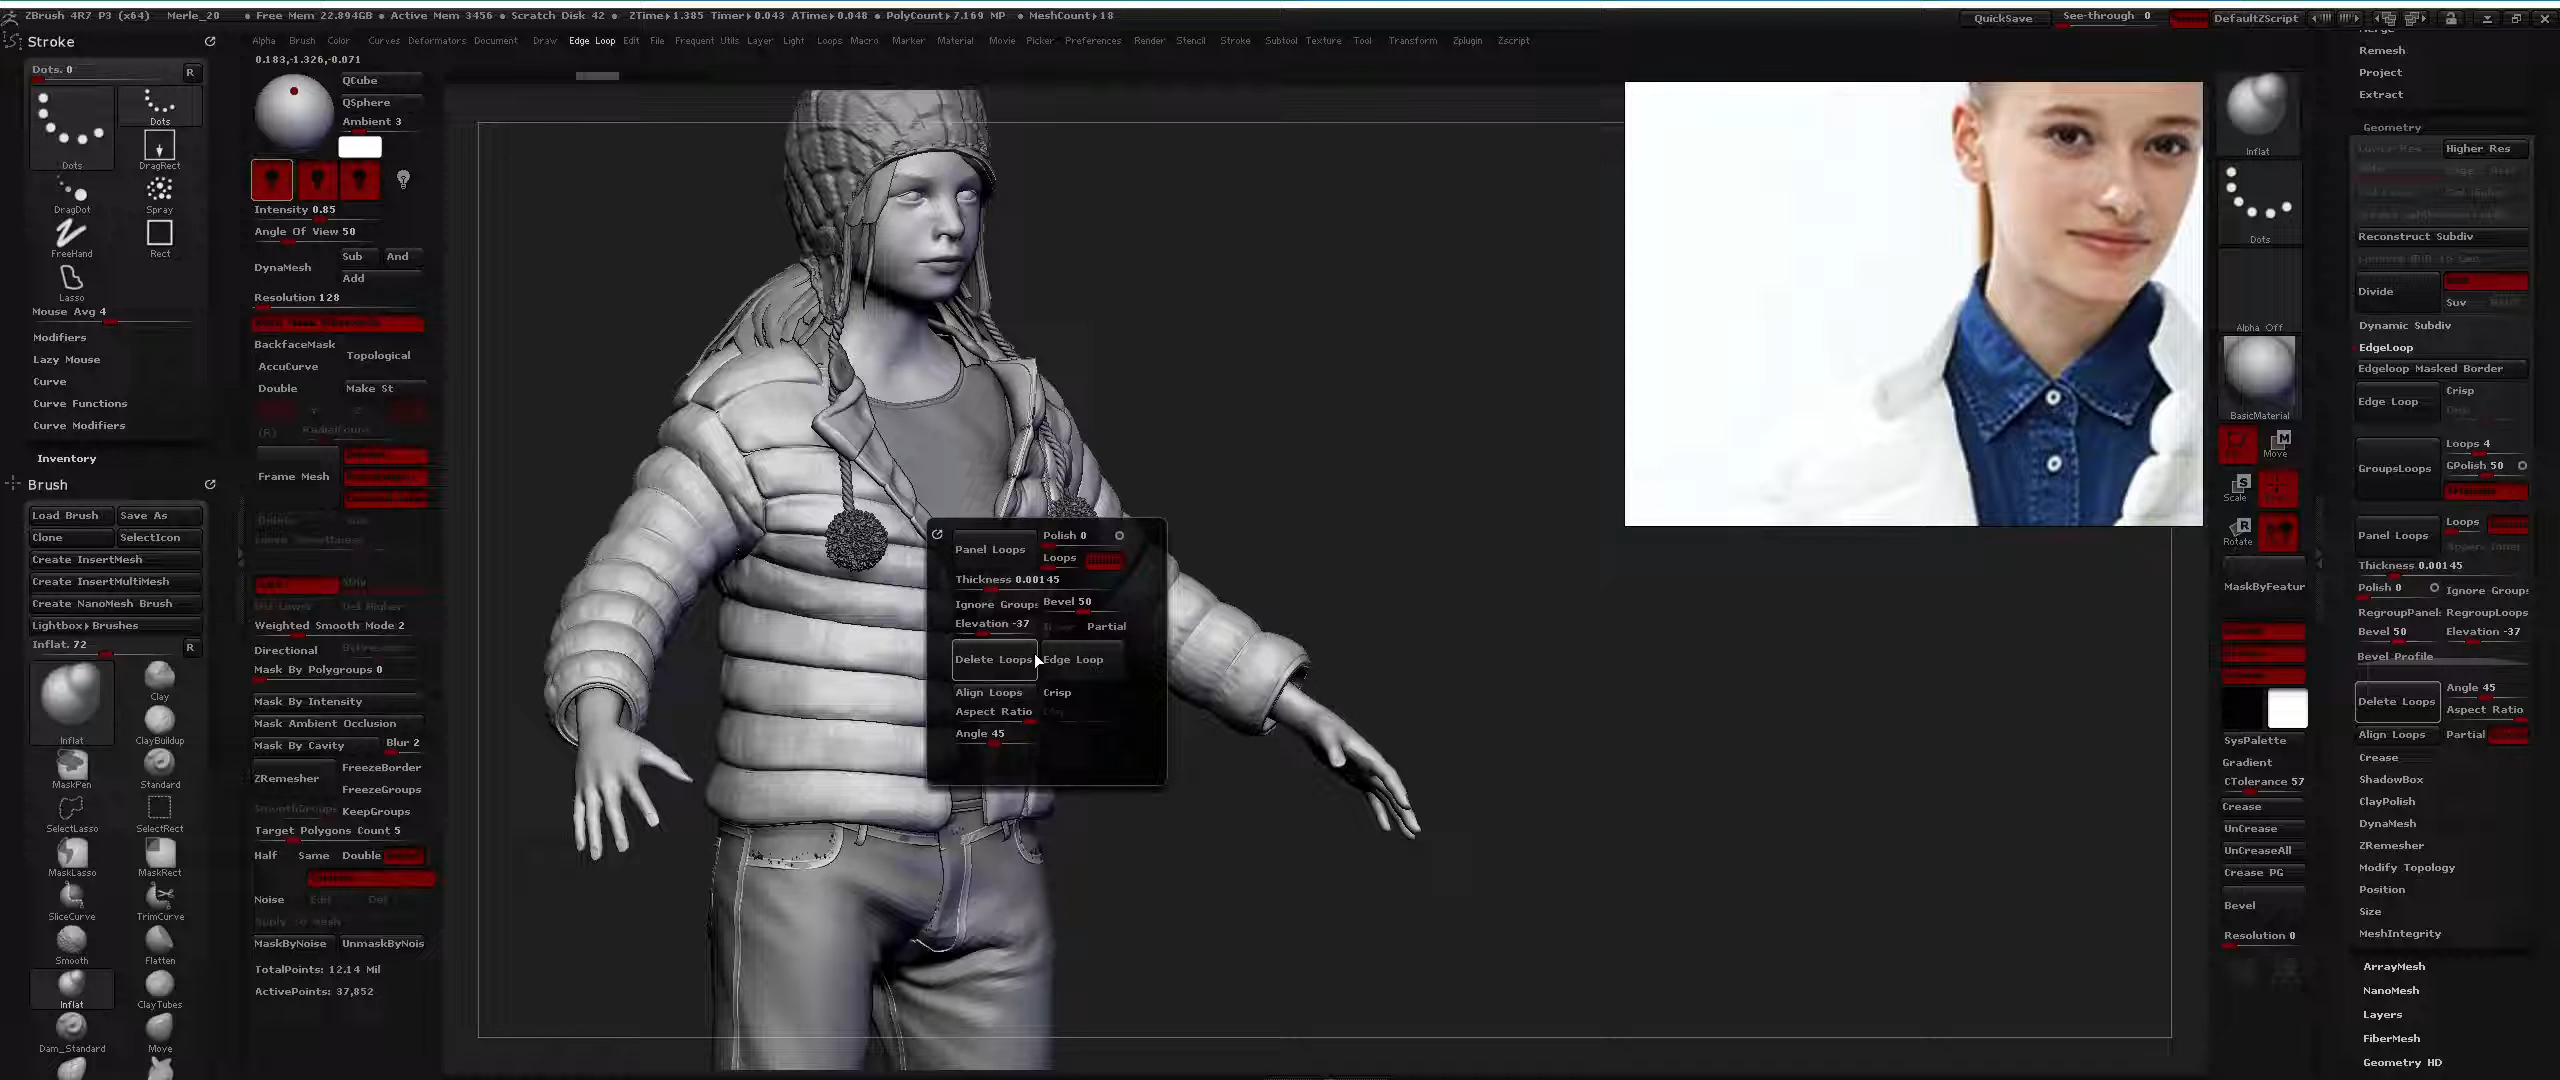 ZBrush 4R7 P3 (x64)   Merle_20   • Free Mem 22.894GB • Active Mem 3456 • Scratch Disk 42 •  ZTime▸1.385 Timer▸0.043 ATime▸0.048 • PolyCount▸7.169 MP  • MeshCount▸18
QuickSave See-through 0 DefaultZScript
Alpha Brush Color Curves Deformators Document Draw Edge Loop Edit File Frequent Utils Layer Light Loops Macro Marker Material Movie Picker Preferences Render Stencil Stroke Subtool Texture Tool Transform Zplugin Zscript
0.183,-1.326,-0.071
Stroke
Dots. 0 R
Dots
Dots
DragRect
DragDot Spray
FreeHand Rect
Lasso
Mouse Avg 4
Modifiers
Lazy Mouse
Curve
Curve Functions
Curve Modifiers
Inventory
Brush
Load Brush Save As
Clone SelectIcon
Create InsertMesh
Create InsertMultiMesh
Create NanoMesh Brush
Lightbox▸Brushes
Inflat. 72 R
Inflat
Clay
ClayBuildup
MaskPen Standard
SelectLasso SelectRect
MaskLasso MaskRect
SliceCurve TrimCurve
Smooth Flatten
Inflat ClayTubes
Dam_Standard Move
QCube
QSphere
Ambient 3
Intensity 0.85
Angle Of View 50
DynaMesh Sub And
Add
Resolution 128
BackfaceMask
Topological
AccuCurve
Double Make St
(R) RadialCount
Frame Mesh
Weighted Smooth Mode 2
Directional
Mask By Polygroups 0
Mask By Intensity
Mask Ambient Occlusion
Mask By Cavity Blur 2
ZRemesher FreezeBorder
FreezeGroups
SmoothGroups KeepGroups
Target Polygons Count 5
Half Same Double
Noise Edit Del
Apply To Mesh
MaskByNoise UnmaskByNois
TotalPoints: 12.14 Mil
ActivePoints: 37,852
Panel Loops Polish 0
Loops
Thickness 0.00145
Ignore Groups Bevel 50
Elevation -37 Partial
Delete Loops Edge Loop
Align Loops Crisp
Aspect Ratio
Angle 45
Inflat
Dots
Alpha Off
BasicMaterial
M
Move
S
Scale
R
Rotate
MaskByFeatur
SysPalette
Gradient
CTolerance 57
Crease
UnCrease
UnCreaseAll
Crease PG
Bevel
Resolution 0
Merge
Remesh
Project
Extract
Geometry
Lower Res Higher Res
Reconstruct Subdiv
Divide
Suv
Dynamic Subdiv
EdgeLoop
Edgeloop Masked Border
Edge Loop Crisp
GroupsLoops Loops 4
GPolish 50
Panel Loops Loops
Thickness 0.00145
Polish 0 Ignore Groups
RegroupPanels RegroupLoops
Bevel 50 Elevation -37
Bevel Profile
Delete Loops Angle 45
Aspect Ratio
Align Loops Partial
Crease
ShadowBox
ClayPolish
DynaMesh
ZRemesher
Modify Topology
Position
Size
MeshIntegrity
ArrayMesh
NanoMesh
Layers
FiberMesh
Geometry HD